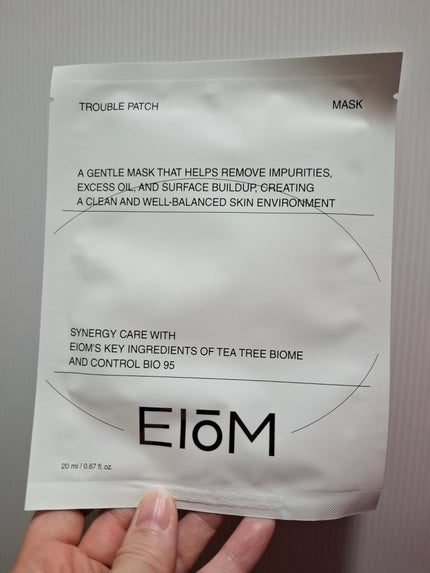 TROUBLE PATCH MASK
A GENTLE MASK THAT HELPS REMOVE IMPURITIES,
EXCESS OIL, AND SURFACE BUILDUP, CREATING
A CLEAN AND WELL-BALANCED SKIN ENVIRONMENT
SYNERGY CARE WITH
EIOM'S KEY INGREDIENTS OF TEA TREE BIOME
AND CONTROL BIO 95
EIōM
20 ml / 0.67 fl. oz.